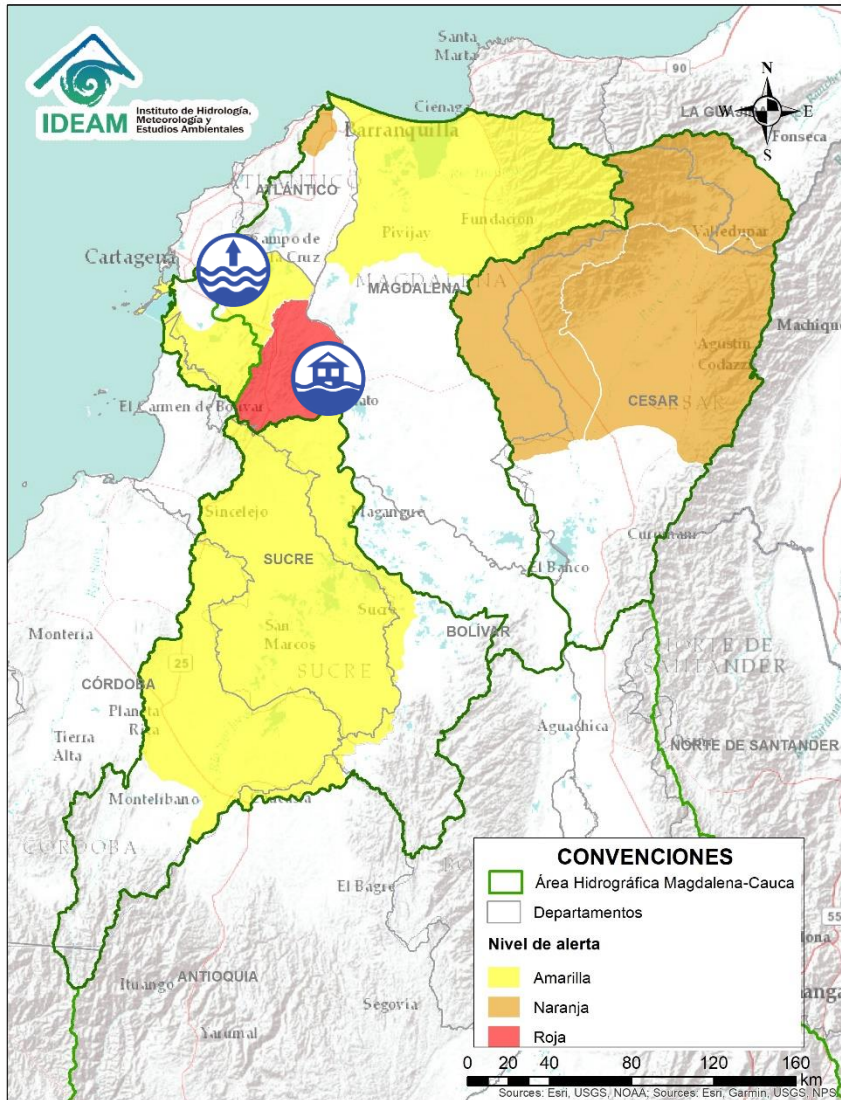 IDEAM
Instituto de Hidrología,
Meteorología y
Estudios Ambientales
Santa
Marta
90
N
W
E
S
LA GUAJIRA
Fonseca
Ciénaga
Barranquilla
ATLÁNTICO
Cartagena
Campo de
Cruz
Pivijay
Fundación
Valledupar
MAGDALENA
MAGDALENA
Machique
Agustín
Codazzi
El Carmen de Bolívar
CESAR
CESAR
Sincelejo
Magangué
Curumaní
SUCRE
El Banco
Sucre
BOLÍVAR
Montería
San
Marcos
SUCRE
NORTE DE
SANTANDER
25
CÓRDOBA
Planeta
Rica
Tierra
Alta
Aguachica
NORTE DE SANTANDER
Montelíbano
CÓRDOBA
El Bagre
Ituango
ANTIOQUIA
Segovia
Yarumal
55
CONVENCIONES
Área Hidrográfica Magdalena-Cauca
Departamentos
Nivel de alerta
Amarilla
Naranja
Roja
0 20 40 80 120 160
km
Sources: Esri, USGS, NOAA; Sources: Esri, Garmin, USGS, NPS